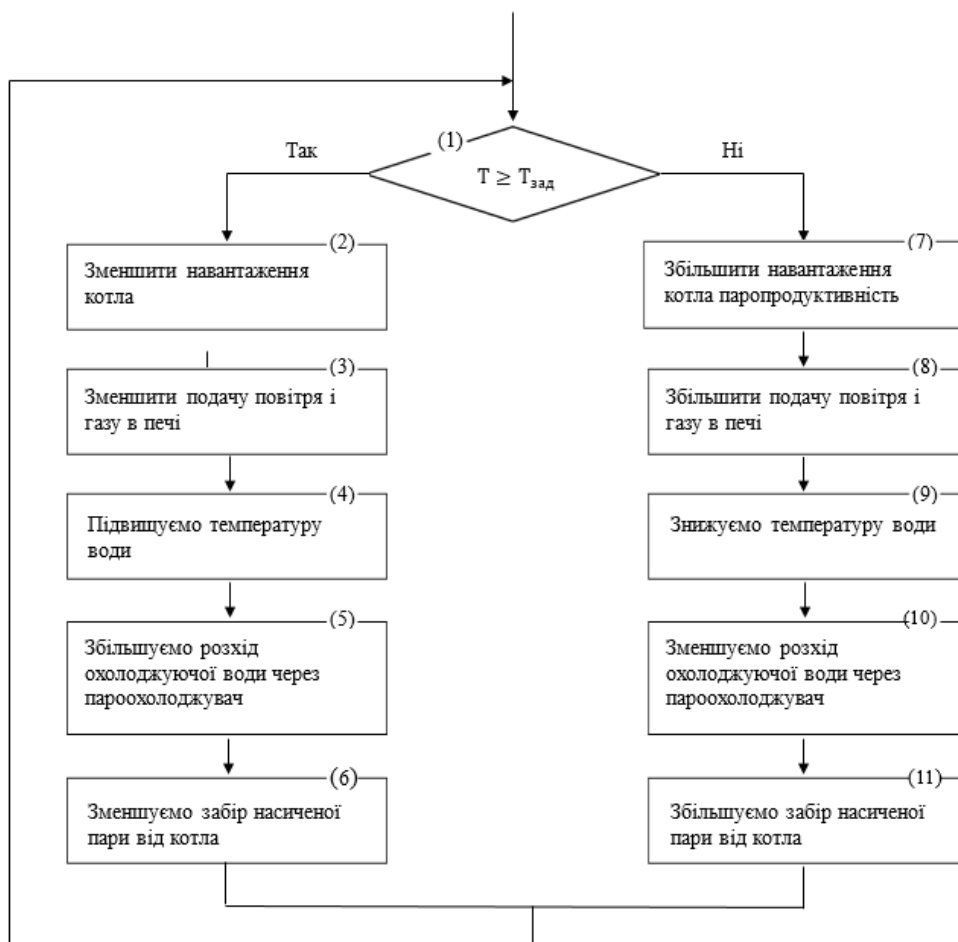 (1)
Так
Ні
T ≥ Tзад
(2)
Зменшити навантаження
котла
(3)
Зменшити подачу повітря і
газу в печі
(4)
Підвищуємо температуру
води
(5)
Збільшуємо розхід
охолоджуючої води через
пароохолоджувач
(6)
Зменшуємо забір насиченої
пари від котла
(7)
Збільшити навантаження
котла паропродуктивність
(8)
Збільшити подачу повітря і
газу в печі
(9)
Знижуємо температуру води
(10)
Зменшуємо розхід
охолоджуючої води через
пароохолоджувач
(11)
Збільшуємо забір насиченої
пари від котла